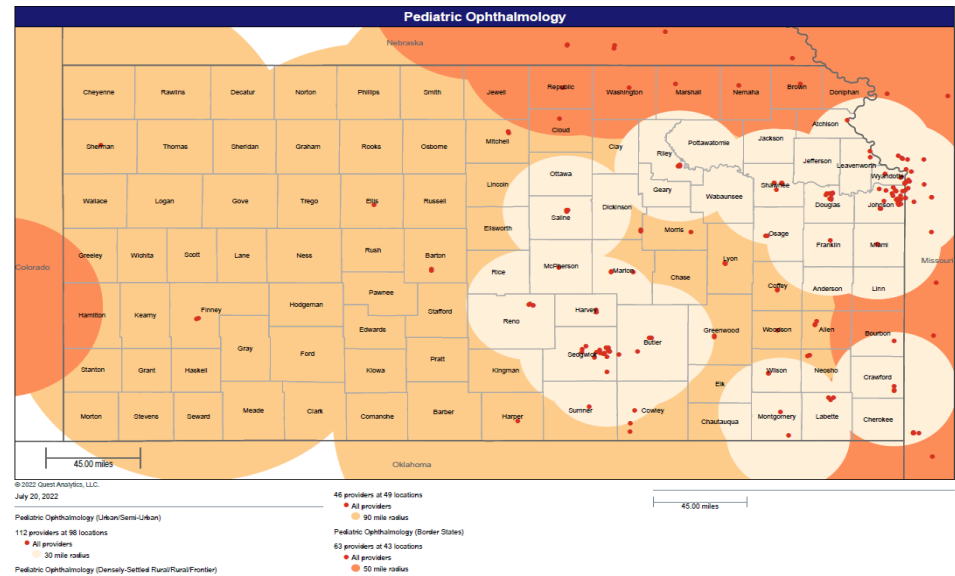 Pediatric Ophthalmology
Nebraska
Cheyenne Rawlins Decatur Norton Phillips Smith Jewell Republic Washington Marshall Nemaha Brown Doniphan
Atchison
Sherman Thomas Sheridan Graham Rooks Osborne Mitchell Cloud Clay Riley Pottawatomie Jackson
Jefferson Leavenworth
Wyandotte
Lincoln Ottawa Geary Wabaunsee Shawnee
Wallace Logan Gove Trego Ellis Russell Saline Dickinson Douglas Johnson
Ellsworth Morris Osage
Greeley Wichita Scott Lane Ness Rush Barton Rice McPherson Marion Chase Lyon Franklin Miami
Colorado
Missouri
Pawnee Coffey Anderson Linn
Hamilton Kearny Finney Hodgeman Stafford Reno Harvey
Edwards Greenwood Woodson Allen Bourbon
Gray Ford Sedgwick Butler
Stanton Grant Haskell Kiowa Pratt Kingman Elk Wilson Neosho Crawford
Morton Stevens Seward Meade Clark Comanche Barber Harper Sumner Cowley Chautauqua Montgomery Labette Cherokee
45.00 miles
Oklahoma
© 2022 Quest Analytics, LLC.
July 20, 2022
Pediatric Ophthalmology (Urban/Semi-Urban)
112 providers at 98 locations
All providers
30 mile radius
Pediatric Ophthalmology (Densely-Settled Rural/Rural/Frontier)
46 providers at 49 locations
All providers
90 mile radius
Pediatric Ophthalmology (Border States)
63 providers at 43 locations
All providers
50 mile radius
45.00 miles